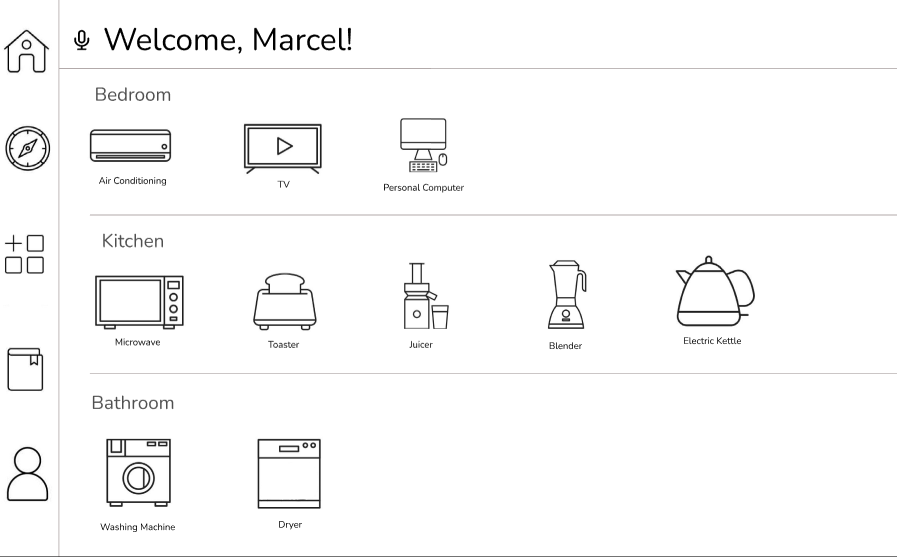 Welcome, Marcel!
Bedroom
Air Conditioning
TV
Personal Computer
Kitchen
Microwave
Toaster
Juicer
Blender
Electric Kettle
Bathroom
Washing Machine
Dryer